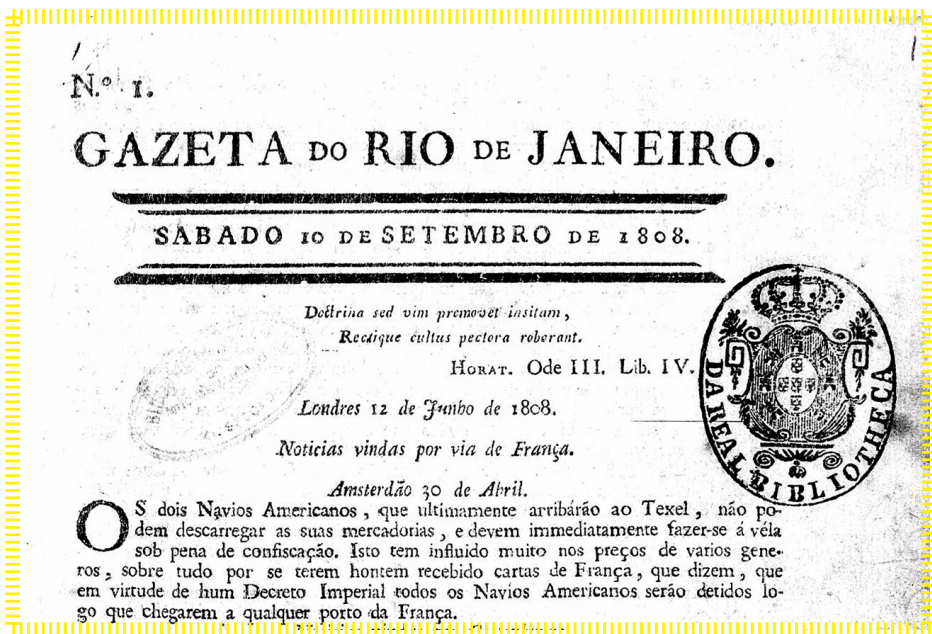 N.º 1.
GAZETA DO RIO DE JANEIRO.
SABADO 10 DE SETEMBRO DE 1808.
Doctrina sed vim promovet insitam,
Rectique cultus pectora roborant.
HORAT. Ode III. Lib. IV.
DA REAL BIBLIOTHECA
Londres 12 de Junho de 1808.
Noticias vindas por via de França.
Amsterdão 30 de Abril.
OS dois Navios Americanos, que ultimamente arribárão ao Texel, não po-
dem descarregar as suas mercadorias, e devem immediatamente fazer-se á véla
sob pena de confiscação. Isto tem influido muito nos preços de varios gene-
ros, sobre tudo por se terem hontem recebido cartas de França, que dizem, que
em virtude de hum Decreto Imperial todos os Navios Americanos serão detidos lo-
go que chegarem a qualquer porto da França.